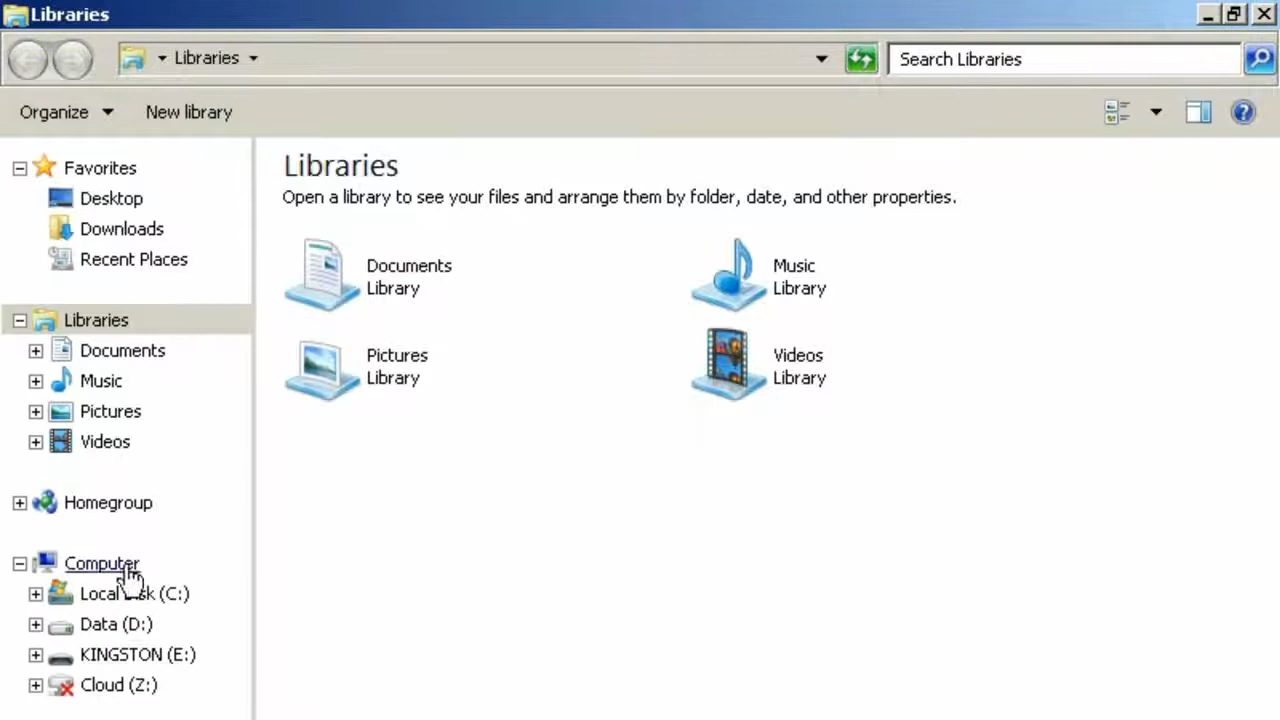 Libraries
Libraries
Search Libraries
Organize
New library
Favorites
Desktop
Downloads
Recent Places
Libraries
Documents
Music
Pictures
Videos
Homegroup
Computer
Local Disk (C:)
Data (D:)
KINGSTON (E:)
Cloud (Z:)
Libraries
Open a library to see your files and arrange them by folder, date, and other properties.
Documents
Library
Music
Library
Pictures
Library
Videos
Library